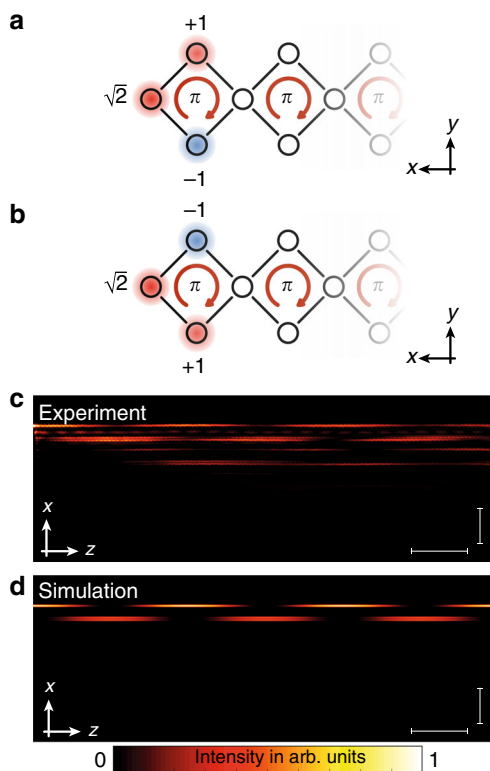 a
+1
√2
π
π
π
−1
y
x
b
−1
√2
π
π
π
+1
y
x
c
Experiment
x
z
d
Simulation
x
z
0 Intensity in arb. units 1